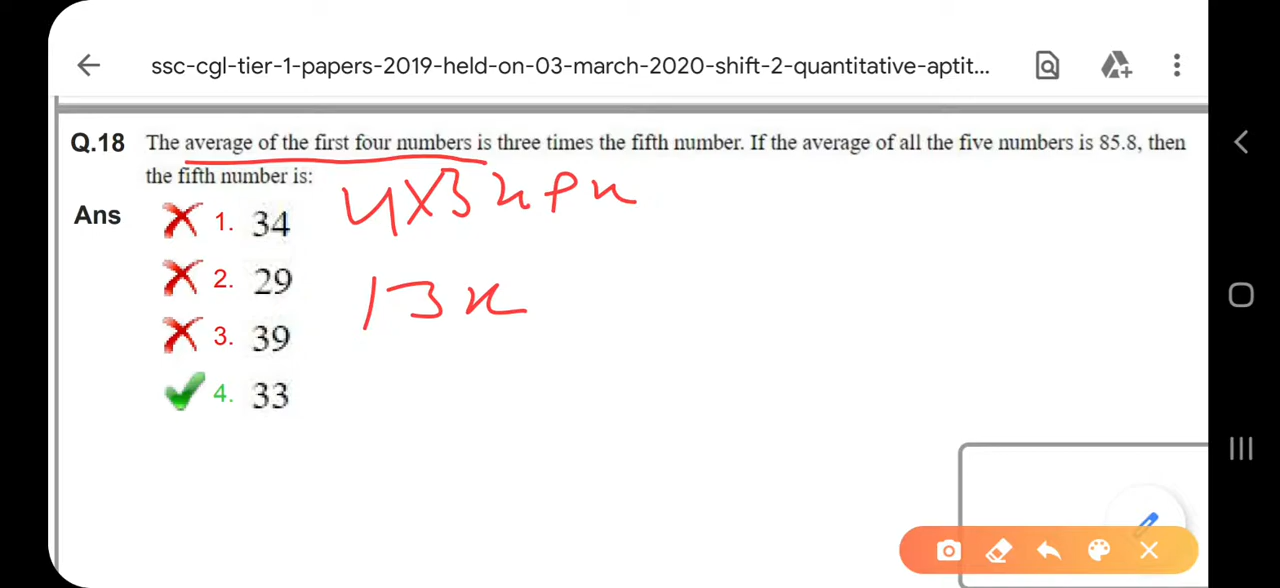 ssc-cgl-tier-1-papers-2019-held-on-03-march-2020-shift-2-quantitative-aptit...
Q.18 The average of the first four numbers is three times the fifth number. If the average of all the five numbers is 85.8, then
the fifth number is:
4×3x+x
Ans 1. 34
2. 29
13x
3. 39
4. 33